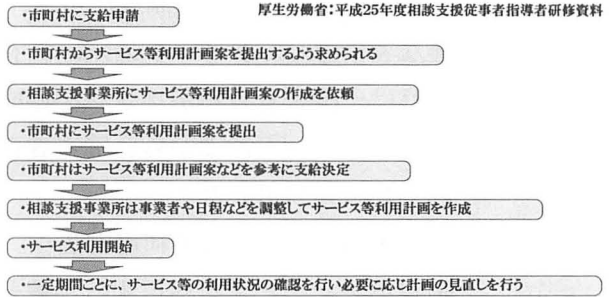 厚生労働省：平成25年度相談支援従事者指導者研修資料
・市町村に支給申請
・市町村からサービス等利用計画案を提出するよう求められる
・相談支援事業所にサービス等利用計画案の作成を依頼
・市町村にサービス等利用計画案を提出
・市町村はサービス等利用計画案などを参考に支給決定
・相談支援事業所は事業者や日程などを調整してサービス等利用計画を作成
・サービス利用開始
・一定期間ごとに、サービス等の利用状況の確認を行い必要に応じ計画の見直しを行う